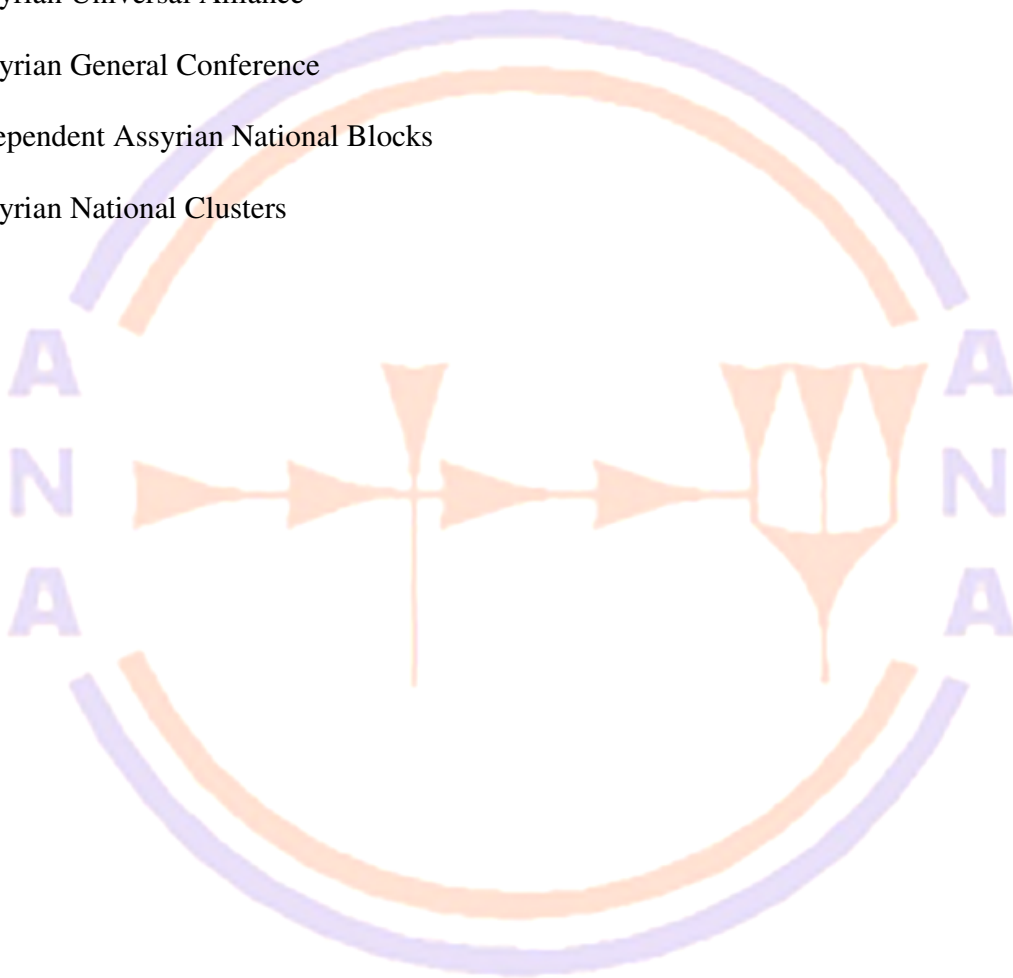 yrian Universal Alliance
yrian General Conference
ependent Assyrian National Blocks
yrian National Clusters
A A
N N
A A